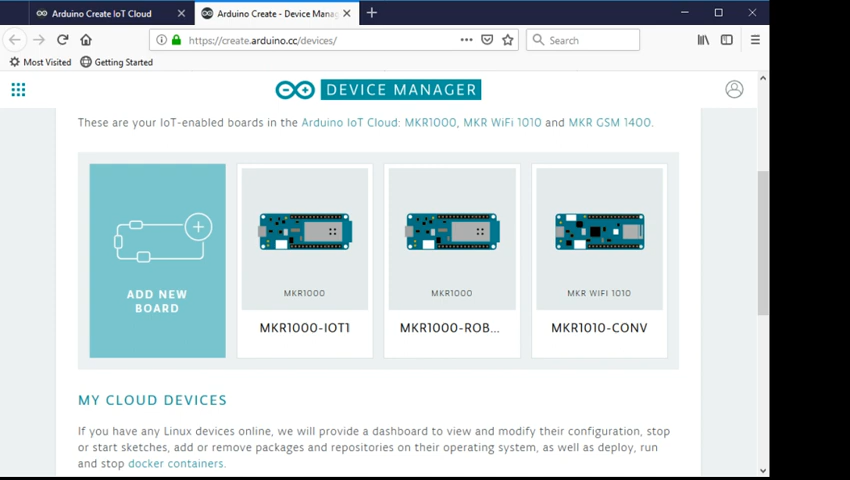 Arduino Create IoT Cloud
Arduino Create - Device Manag
https://create.arduino.cc/devices/
Search
Most Visited
Getting Started
DEVICE MANAGER
These are your IoT-enabled boards in the Arduino IoT Cloud: MKR1000, MKR WiFi 1010 and MKR GSM 1400.
ADD NEW
BOARD
MKR1000
MKR1000-IOT1
MKR1000
MKR1000-ROB...
MKR WIFI 1010
MKR1010-CONV
MY CLOUD DEVICES
If you have any Linux devices online, we will provide a dashboard to view and modify their configuration, stop
or start sketches, add or remove packages and repositories on their operating system, as well as deploy, run
and stop docker containers.